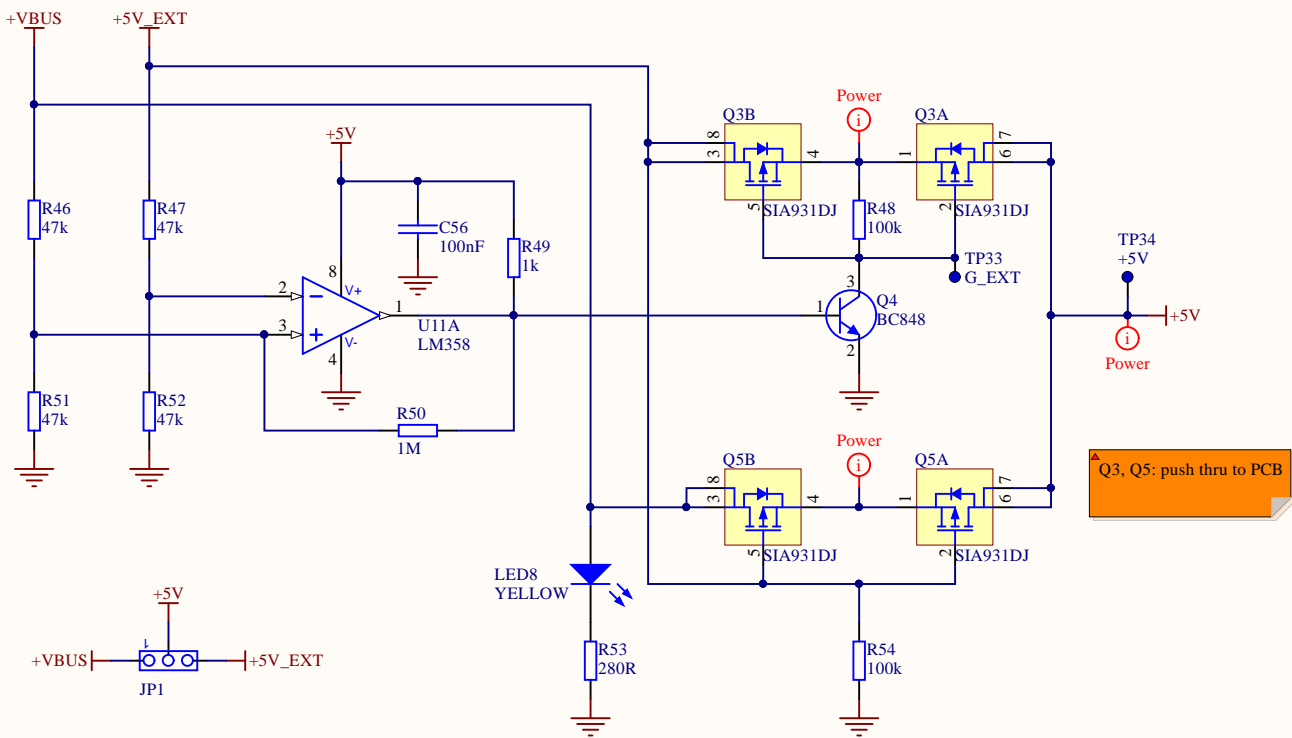 +VBUS
+5V_EXT
R46
47k
R47
47k
R51
47k
R52
47k
+5V
C56
100nF
R49
1k
8
V+
2
3
1
V-
4
U11A
LM358
R50
1M
Q3B
8
3
4
5
SIA931DJ
Power
i
Q3A
1
7
6
2
SIA931DJ
R48
100k
TP33
G_EXT
3
1
Q4
BC848
2
TP34
+5V
+5V
i
Power
Q5B
8
3
4
5
SIA931DJ
Power
i
Q5A
1
7
6
2
SIA931DJ
Q3, Q5: push thru to PCB
LED8
YELLOW
R53
280R
R54
100k
+5V
+VBUS
1
+5V_EXT
JP1